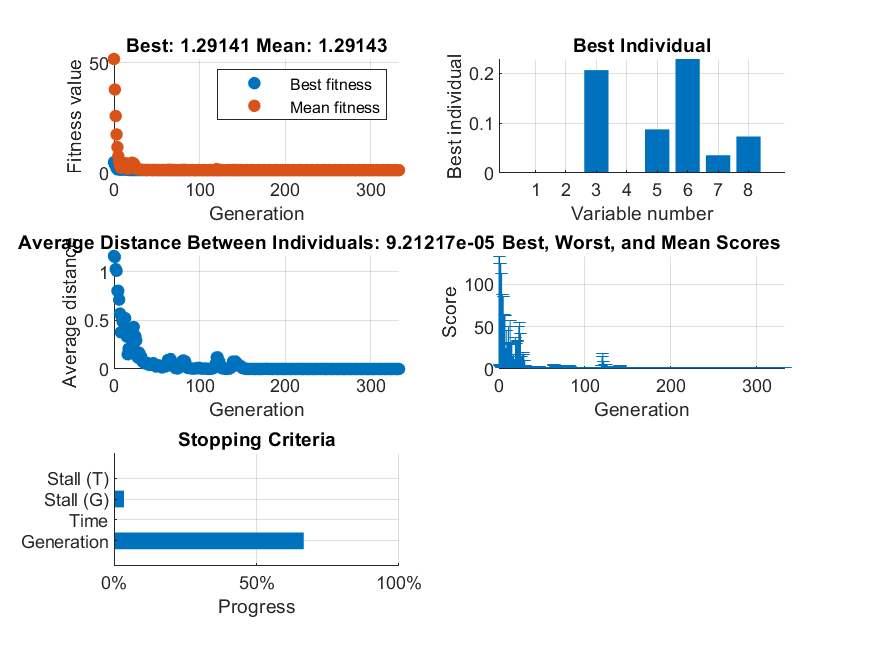 Best: 1.29141 Mean: 1.29143
Fitness value
50
0
Best fitness
Mean fitness
0 100 200 300
Generation
Best Individual
Best individual
0.2
0.1
0
1 2 3 4 5 6 7 8
Variable number
Average Distance Between Individuals: 9.21217e-05
Average distance
1
0.5
0
0 100 200 300
Generation
Best, Worst, and Mean Scores
Score
100
50
0
0 100 200 300
Generation
Stopping Criteria
Stall (T)
Stall (G)
Time
Generation
0% 50% 100%
Progress